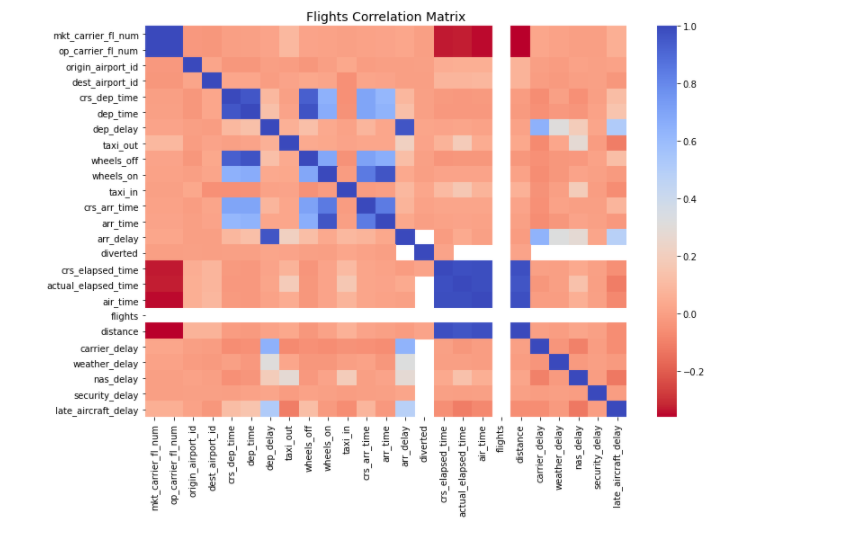 Flights Correlation Matrix
mkt_carrier_fl_num
op_carrier_fl_num
origin_airport_id
dest_airport_id
crs_dep_time
dep_time
dep_delay
taxi_out
wheels_off
wheels_on
taxi_in
crs_arr_time
arr_time
arr_delay
diverted
crs_elapsed_time
actual_elapsed_time
air_time
flights
distance
carrier_delay
weather_delay
nas_delay
security_delay
late_aircraft_delay
mkt_carrier_fl_num
op_carrier_fl_num
origin_airport_id
dest_airport_id
crs_dep_time
dep_time
dep_delay
taxi_out
wheels_off
wheels_on
taxi_in
crs_arr_time
arr_time
arr_delay
diverted
crs_elapsed_time
actual_elapsed_time
air_time
flights
distance
carrier_delay
weather_delay
nas_delay
security_delay
late_aircraft_delay
1.0
0.8
0.6
0.4
0.2
0.0
−0.2